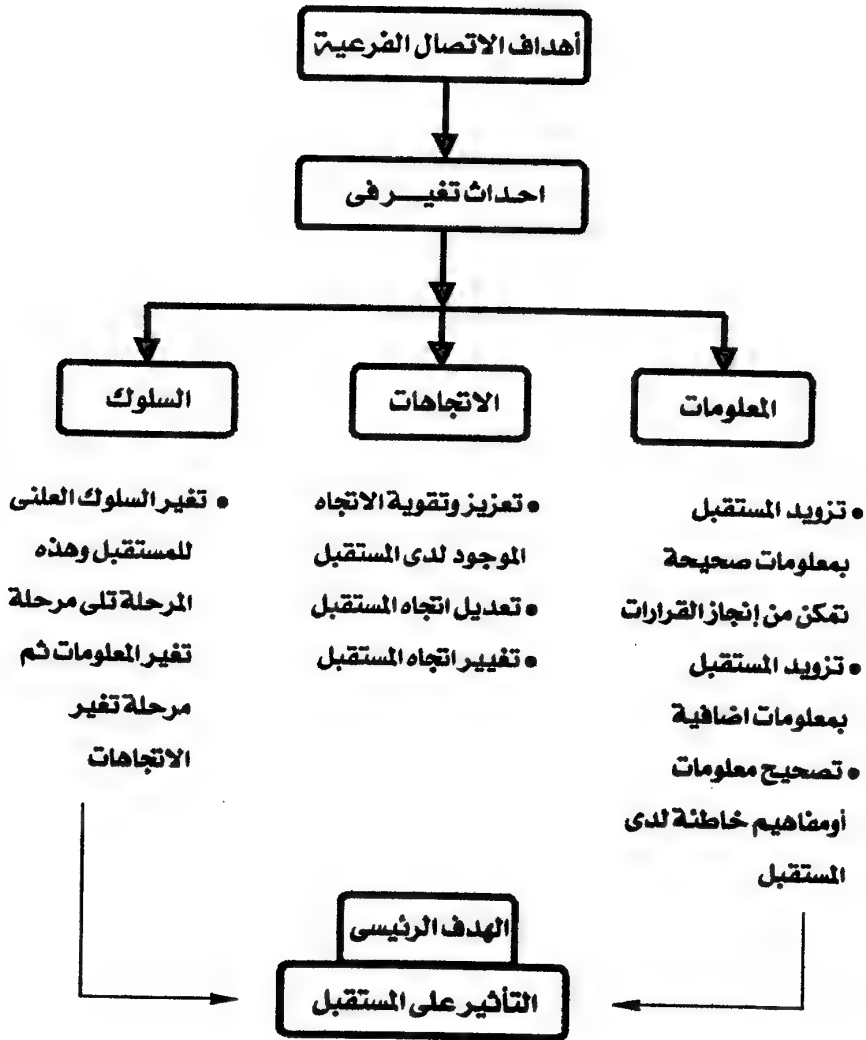 أهداف الاتصال الفرعية
احداث تغيـــر فى
المعلومات
الاتجاهات
السلوك
• تزويد المستقبل
بمعلومات صحيحة
تمكن من إنجاز القرارات
• تزويد المستقبل
بمعلومات اضافية
• تصحيح معلومات
أومفاهيم خاطئة لدى
المستقبل
• تعزيز وتقوية الاتجاه
الموجود لدى المستقبل
• تعديل اتجاه المستقبل
• تغيير اتجاه المستقبل
• تغير السلوك العلنى
للمستقبل وهذه
المرحلة تلى مرحلة
تغير المعلومات ثم
مرحلة تغير
الاتجاهات
الهدف الرئيسى
التأثير على المستقبل